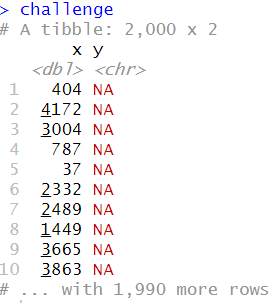 > challenge
# A tibble: 2,000 x 2
x y
<dbl> <chr>
1 404 NA
2 4172 NA
3 3004 NA
4 787 NA
5 37 NA
6 2332 NA
7 2489 NA
8 1449 NA
9 3665 NA
10 3863 NA
# ... with 1,990 more rows